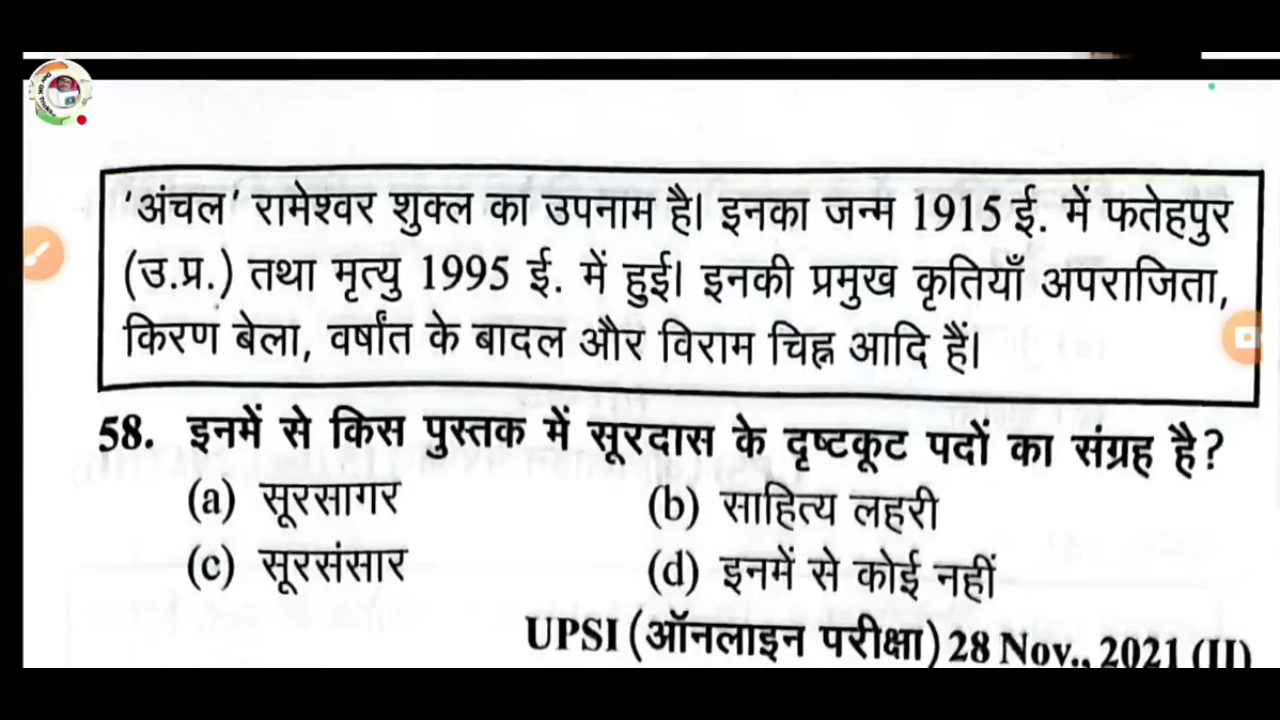 'अंचल' रामेश्वर शुक्ल का उपनाम है। इनका जन्म 1915 ई. में फतेहपुर
(उ.प्र.) तथा मृत्यु 1995 ई. में हुई। इनकी प्रमुख कृतियाँ अपराजिता,
किरण बेला, वर्षांत के बादल और विराम चिह्न आदि हैं।
58. इनमें से किस पुस्तक में सूरदास के दृष्टकूट पदों का संग्रह है?
(a) सूरसागर (b) साहित्य लहरी
(c) सूरसंसार (d) इनमें से कोई नहीं
UPSI (ऑनलाइन परीक्षा) 28 Nov., 2021 (II)